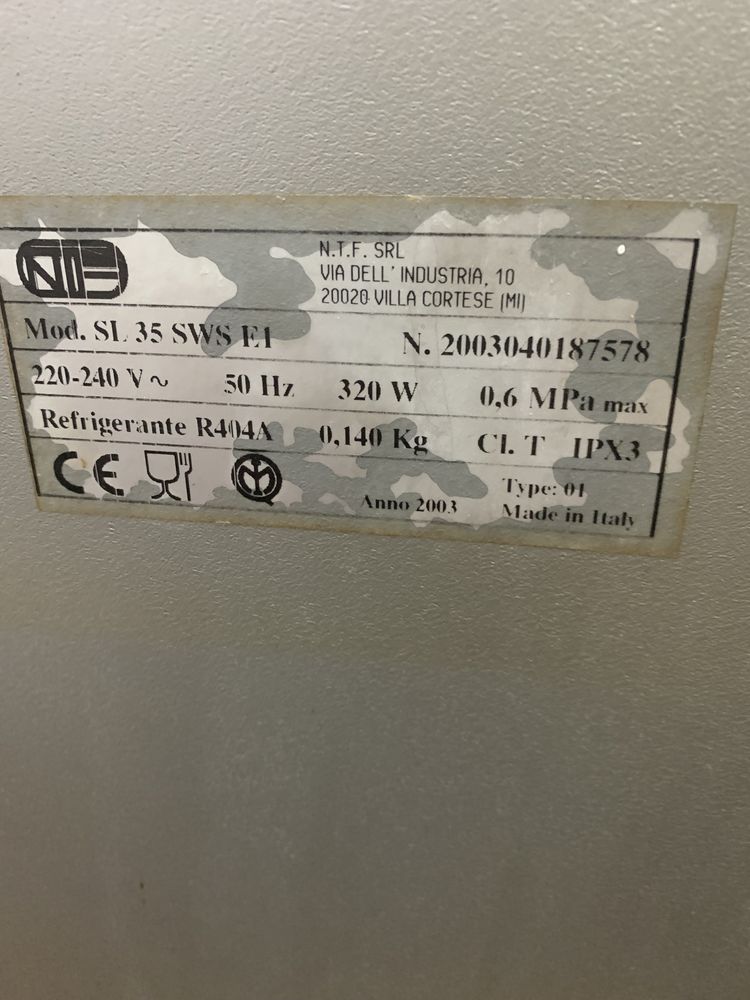 NTF
N.T.F. SRL
VIA DELL' INDUSTRIA, 10
20020 VILLA CORTESE (MI)
Mod. SL 35 SWS E1 N. 2003040187578
220-240 V ~ 50 Hz 320 W 0,6 MPa max
Refrigerante R404A 0,140 Kg Cl. T IPX3
CE Anno 2003 Type: 01
Made in Italy